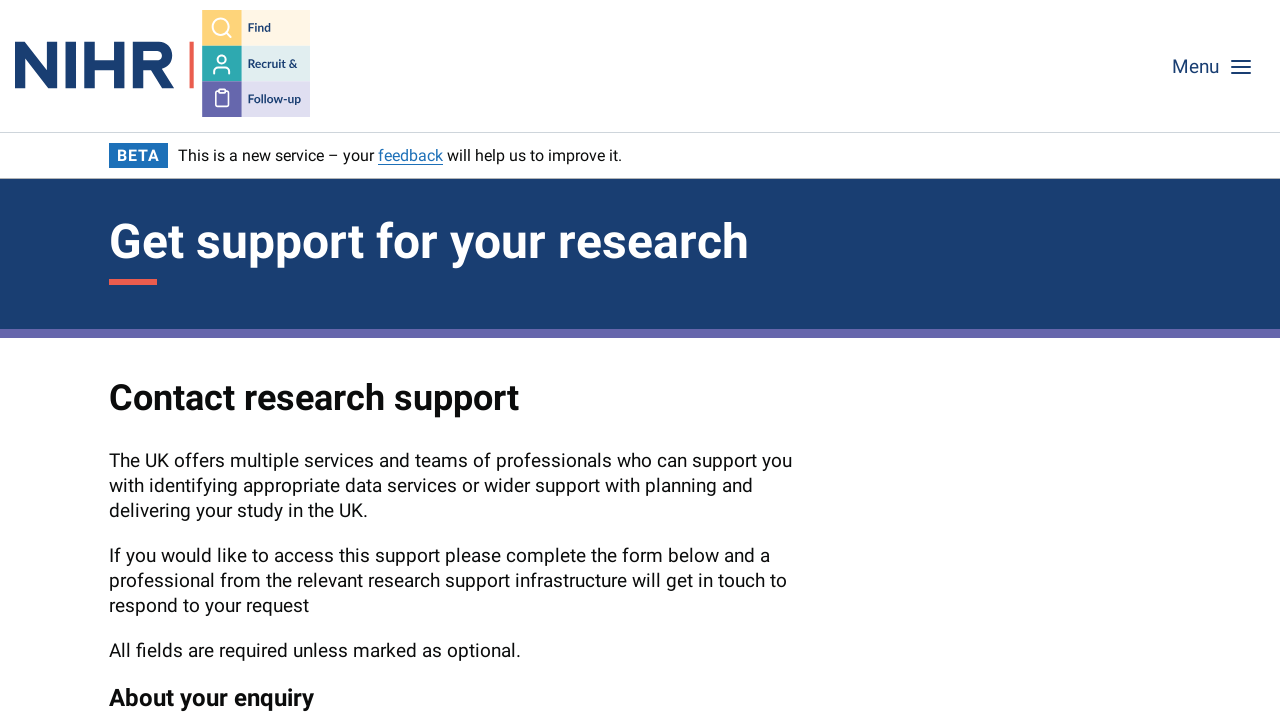 NIHR
Find
Recruit &
Follow-up
Menu
BETA This is a new service – your feedback will help us to improve it.
Get support for your research
Contact research support
The UK offers multiple services and teams of professionals who can support you
with identifying appropriate data services or wider support with planning and
delivering your study in the UK.
If you would like to access this support please complete the form below and a
professional from the relevant research support infrastructure will get in touch to
respond to your request
All fields are required unless marked as optional.
About your enquiry